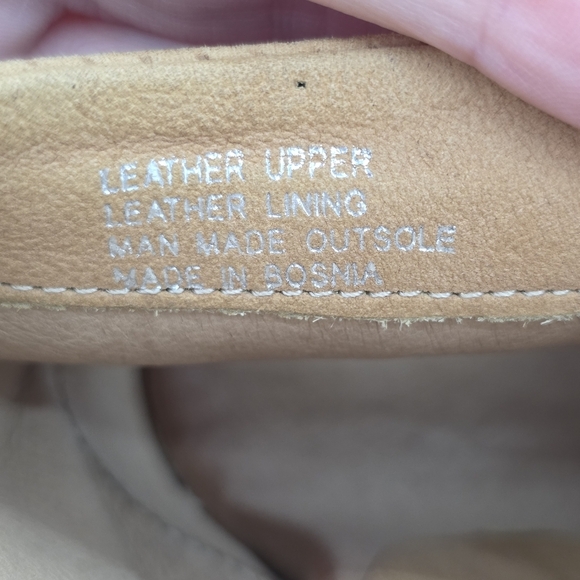 LEATHER UPPER
LEATHER LINING
MAN MADE OUTSOLE
MADE IN BOSNIA